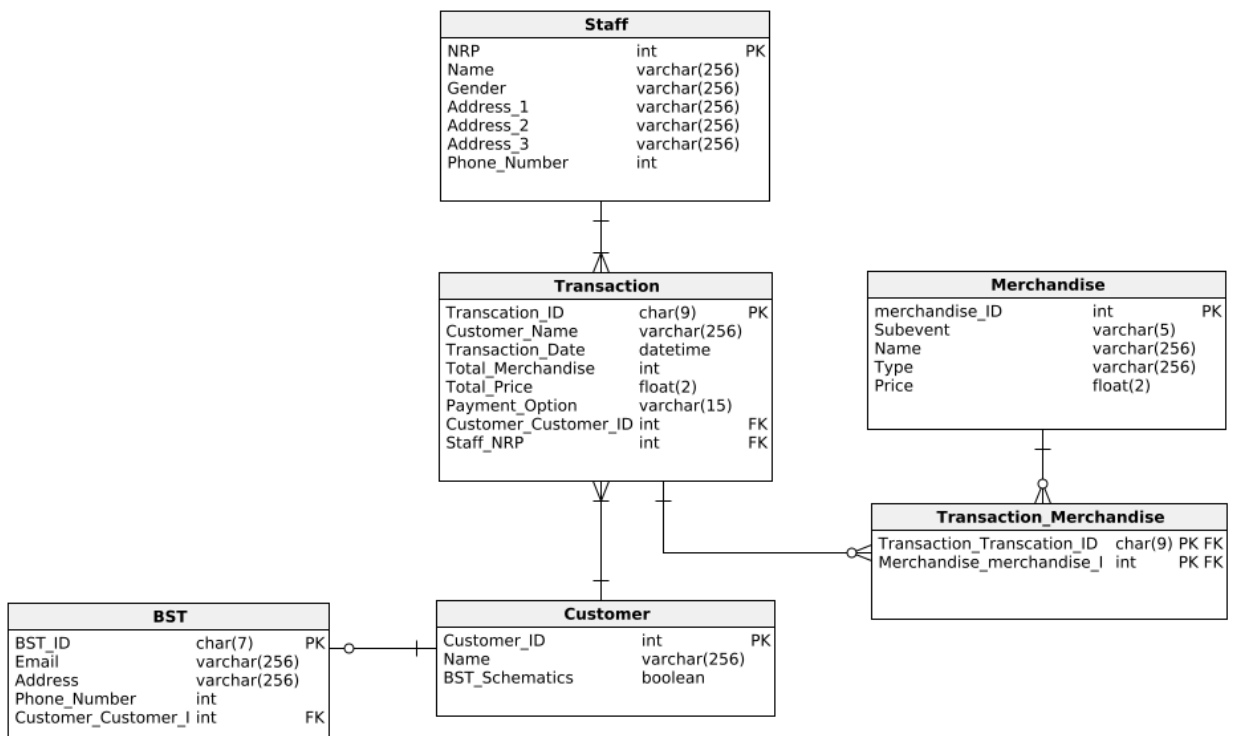 Staff
NRP int PK
Name varchar(256)
Gender varchar(256)
Address_1 varchar(256)
Address_2 varchar(256)
Address_3 varchar(256)
Phone_Number int
Transaction
Transcation_ID char(9) PK
Customer_Name varchar(256)
Transaction_Date datetime
Total_Merchandise int
Total_Price float(2)
Payment_Option varchar(15)
Customer_Customer_ID int FK
Staff_NRP int FK
Merchandise
merchandise_ID int PK
Subevent varchar(5)
Name varchar(256)
Type varchar(256)
Price float(2)
Transaction_Merchandise
Transaction_Transcation_ID char(9) PK FK
Merchandise_merchandise_I int PK FK
BST
BST_ID char(7) PK
Email varchar(256)
Address varchar(256)
Phone_Number int
Customer_Customer_I int FK
Customer
Customer_ID int PK
Name varchar(256)
BST_Schematics boolean